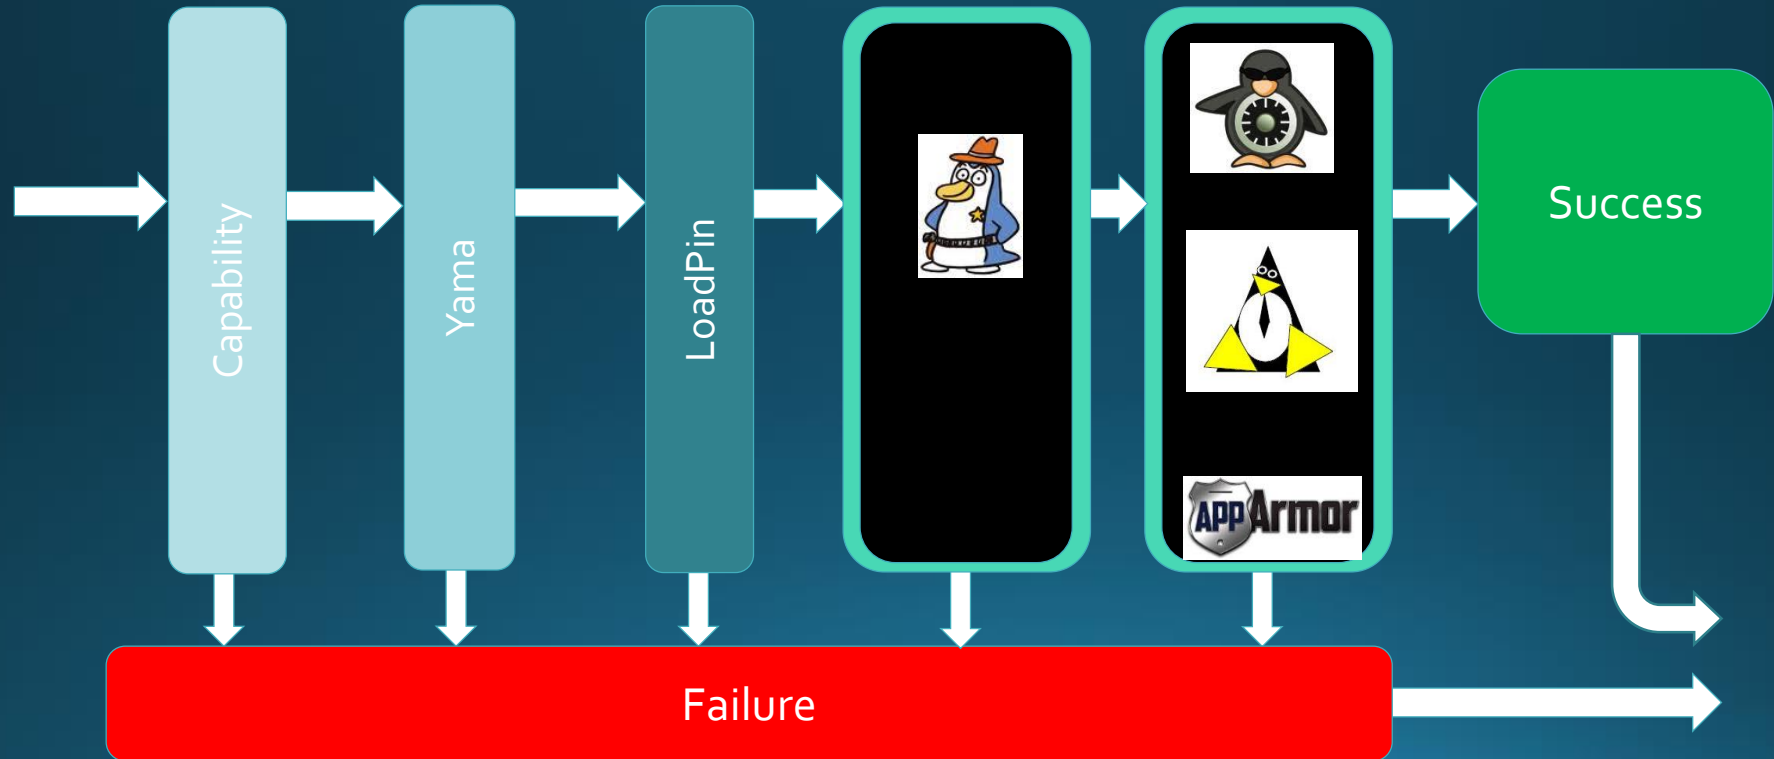 Capability
Yama
LoadPin
AppArmor
Success
Failure